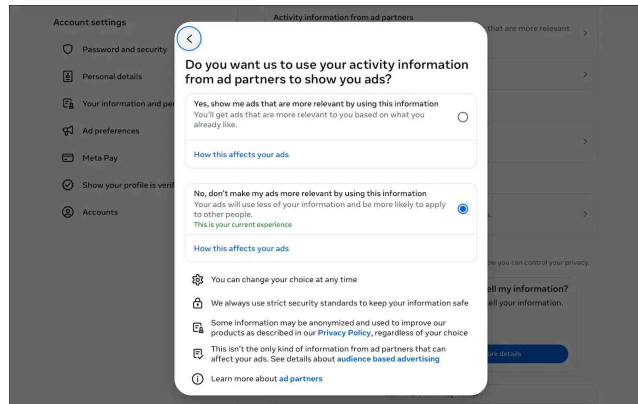 Account settings
Password and security
Personal details
Your information and per
Ad preferences
Meta Pay
Show your profile is verif
Accounts
Activity information from ad partners
that are more relevant
Do you want us to use your activity information
from ad partners to show you ads?
Yes, show me ads that are more relevant by using this information
You'll get ads that are more relevant to you based on what you
already like.
How this affects your ads
No, don't make my ads more relevant by using this information
Your ads will use less of your information and be more likely to apply
to other people.
This is your current experience
How this affects your ads
You can change your choice at any time
We always use strict security standards to keep your information safe
Some information may be anonymized and used to improve our
products as described in our Privacy Policy, regardless of your choice
This isn't the only kind of information from ad partners that can
affect your ads. See details about audience based advertising
Learn more about ad partners
ow you can control your privacy.
ell my information?
ell your information.
ore details